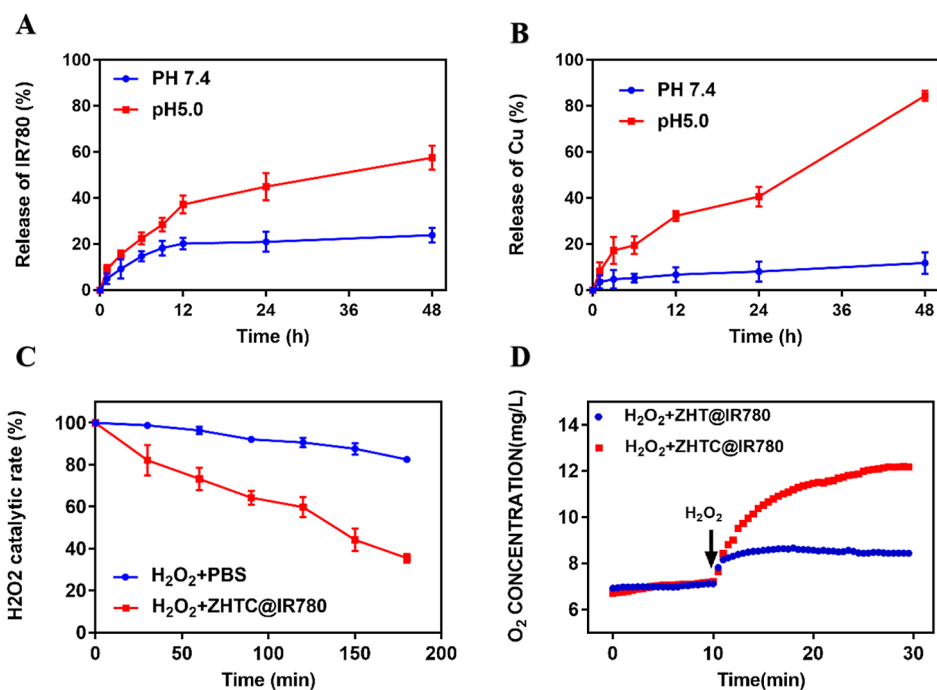 A
Release of IR780 (%)
100
80
60
40
20
0
PH 7.4
pH5.0
0
12
24
36
48
Time (h)
B
Release of Cu (%)
100
80
60
40
20
0
PH 7.4
pH5.0
0
12
24
36
48
Time (h)
C
H2O2 catalytic rate (%)
100
80
60
40
20
0
H₂O₂+PBS
H₂O₂+ZHTC@IR780
0
50
100
150
200
Time (min)
D
O₂ CONCENTRATION(mg/L)
14
12
10
8
6
H₂O₂+ZHT@IR780
H₂O₂+ZHTC@IR780
H₂O₂
0
10
20
30
Time(min)